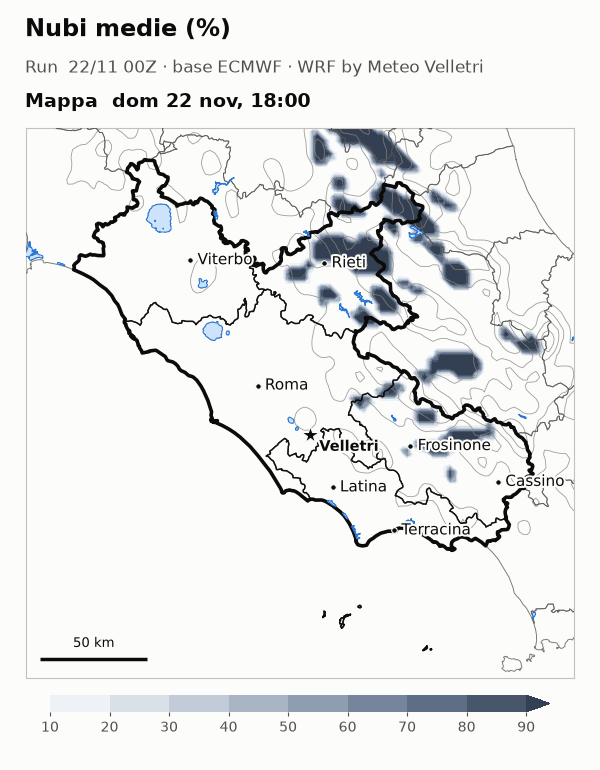 Nubi medie (%)
Run 22/11 00Z · base ECMWF · WRF by Meteo Velletri
Mappa dom 22 nov, 18:00
Viterbo
Rieti
Roma
Velletri
Frosinone
Latina
Cassino
Terracina
50 km
10 20 30 40 50 60 70 80 90